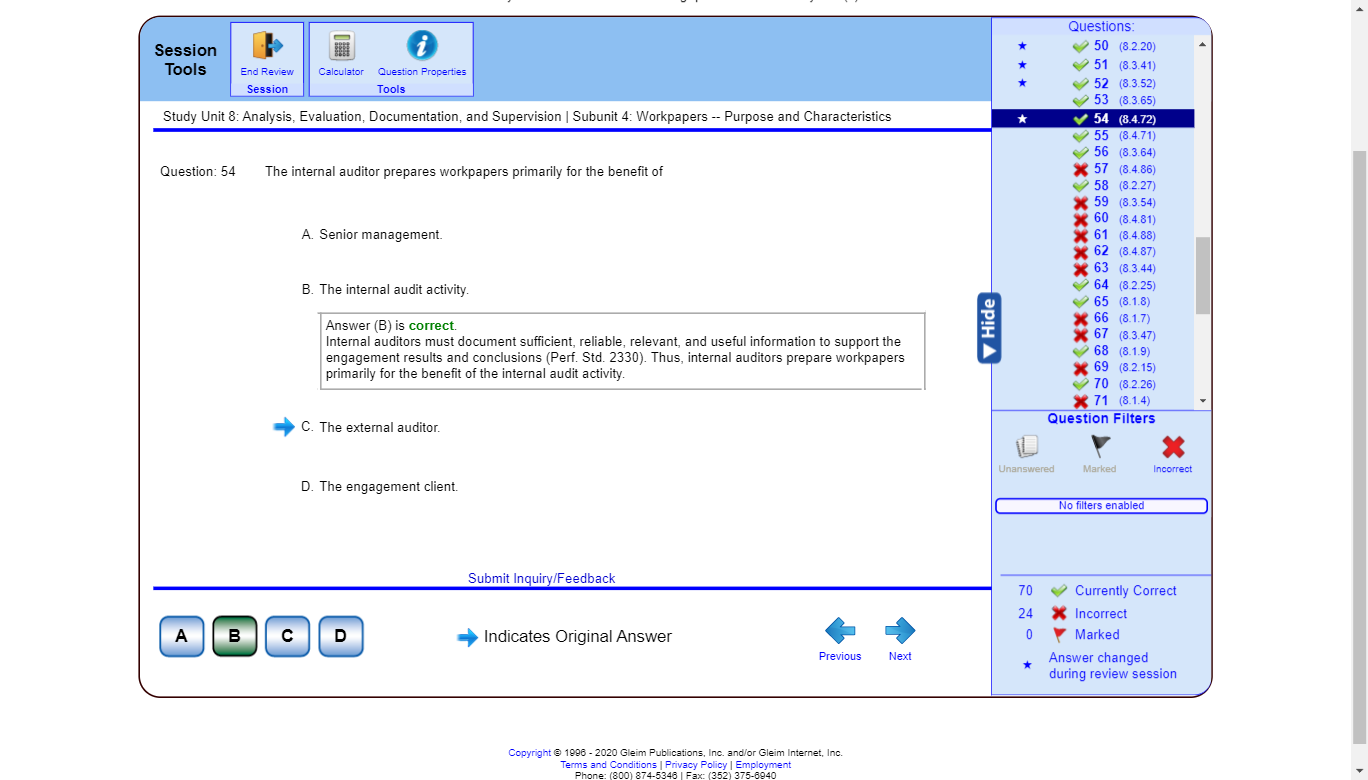 Session
Tools
End Review
Session
Calculator
Question Properties
Tools
Study Unit 8: Analysis, Evaluation, Documentation, and Supervision | Subunit 4: Workpapers -- Purpose and Characteristics
Question: 54 The internal auditor prepares workpapers primarily for the benefit of
A. Senior management.
B. The internal audit activity.
Answer (B) is correct.
Internal auditors must document sufficient, reliable, relevant, and useful information to support the
engagement results and conclusions (Perf. Std. 2330). Thus, internal auditors prepare workpapers
primarily for the benefit of the internal audit activity.
C. The external auditor.
D. The engagement client.
Submit Inquiry/Feedback
A B C D
Indicates Original Answer
Previous
Next
Questions:
50 (8.2.20)
51 (8.3.41)
52 (8.3.52)
53 (8.3.65)
54 (8.4.72)
55 (8.4.71)
56 (8.3.64)
57 (8.4.86)
58 (8.2.27)
59 (8.3.54)
60 (8.4.81)
61 (8.4.88)
62 (8.4.87)
63 (8.3.44)
64 (8.2.25)
65 (8.1.8)
66 (8.1.7)
67 (8.3.47)
68 (8.1.9)
69 (8.2.15)
70 (8.2.26)
71 (8.1.4)
Hide
Question Filters
Unanswered
Marked
Incorrect
No filters enabled
70 Currently Correct
24 Incorrect
0 Marked
Answer changed
during review session
Copyright © 1996 - 2020 Gleim Publications, Inc. and/or Gleim Internet, Inc.
Terms and Conditions | Privacy Policy | Employment
Phone: (800) 874-5346 | Fax: (352) 375-6940